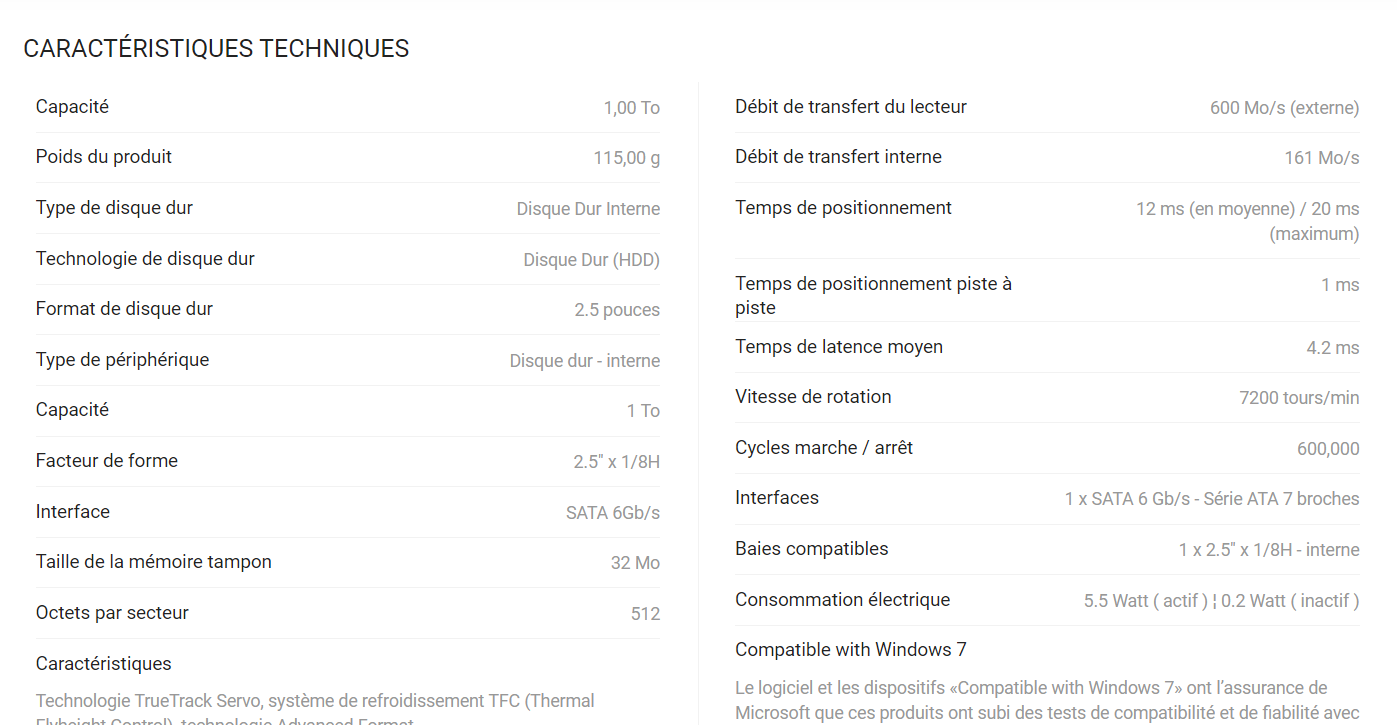 CARACTÉRISTIQUES TECHNIQUES
Capacité 1,00 To
Poids du produit 115,00 g
Type de disque dur Disque Dur Interne
Technologie de disque dur Disque Dur (HDD)
Format de disque dur 2.5 pouces
Type de périphérique Disque dur - interne
Capacité 1 To
Facteur de forme 2.5" x 1/8H
Interface SATA 6Gb/s
Taille de la mémoire tampon 32 Mo
Octets par secteur 512
Caractéristiques
Technologie TrueTrack Servo, système de refroidissement TFC (Thermal
Flyheight Control), technologie Advanced Format
Débit de transfert du lecteur 600 Mo/s (externe)
Débit de transfert interne 161 Mo/s
Temps de positionnement 12 ms (en moyenne) / 20 ms
(maximum)
Temps de positionnement piste à 1 ms
piste
Temps de latence moyen 4.2 ms
Vitesse de rotation 7200 tours/min
Cycles marche / arrêt 600,000
Interfaces 1 x SATA 6 Gb/s - Série ATA 7 broches
Baies compatibles 1 x 2.5" x 1/8H - interne
Consommation électrique 5.5 Watt ( actif ) ¦ 0.2 Watt ( inactif )
Compatible with Windows 7
Le logiciel et les dispositifs «Compatible with Windows 7» ont l’assurance de
Microsoft que ces produits ont subi des tests de compatibilité et de fiabilité avec